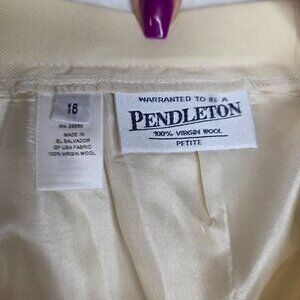 16
RN 29685
MADE IN
EL SALVADOR
OF USA FABRIC
100% VIRGIN WOOL
WARRANTED TO BE A
PENDLETON
100% VIRGIN WOOL
PETITE